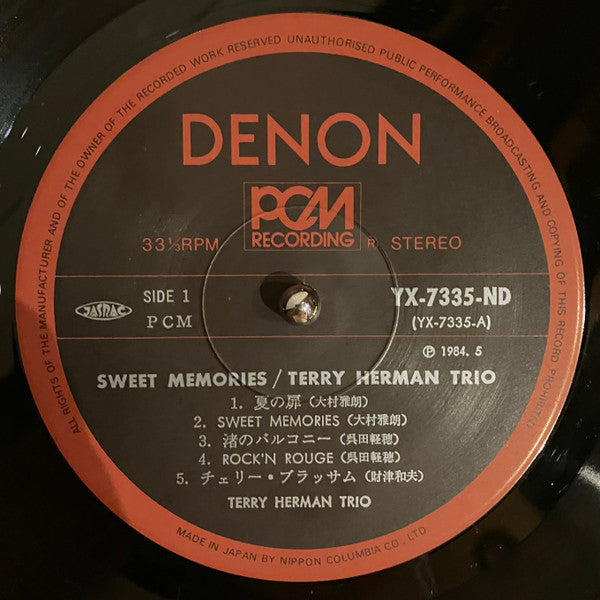 ALL RIGHTS OF THE MANUFACTURER AND OF THE OWNER OF THE RECORDED WORK RESERVED UNAUTHORISED PUBLIC PERFORMANCE BROADCASTING AND COPYING OF THIS RECORD PROHIBITED
DENON
PCM
RECORDING
33⅓RPM
R
STEREO
JASRAC
SIDE 1
PCM
YX-7335-ND
(YX-7335-A)
Ⓟ 1984. 5
SWEET MEMORIES / TERRY HERMAN TRIO
1. 夏の扉 (大村雅朗)
2. SWEET MEMORIES (大村雅朗)
3. 渚のバルコニー (呉田軽穂)
4. ROCK'N ROUGE (呉田軽穂)
5. チェリー・ブラッサム (財津和夫)
TERRY HERMAN TRIO
MADE IN JAPAN BY NIPPON COLUMBIA CO., LTD.